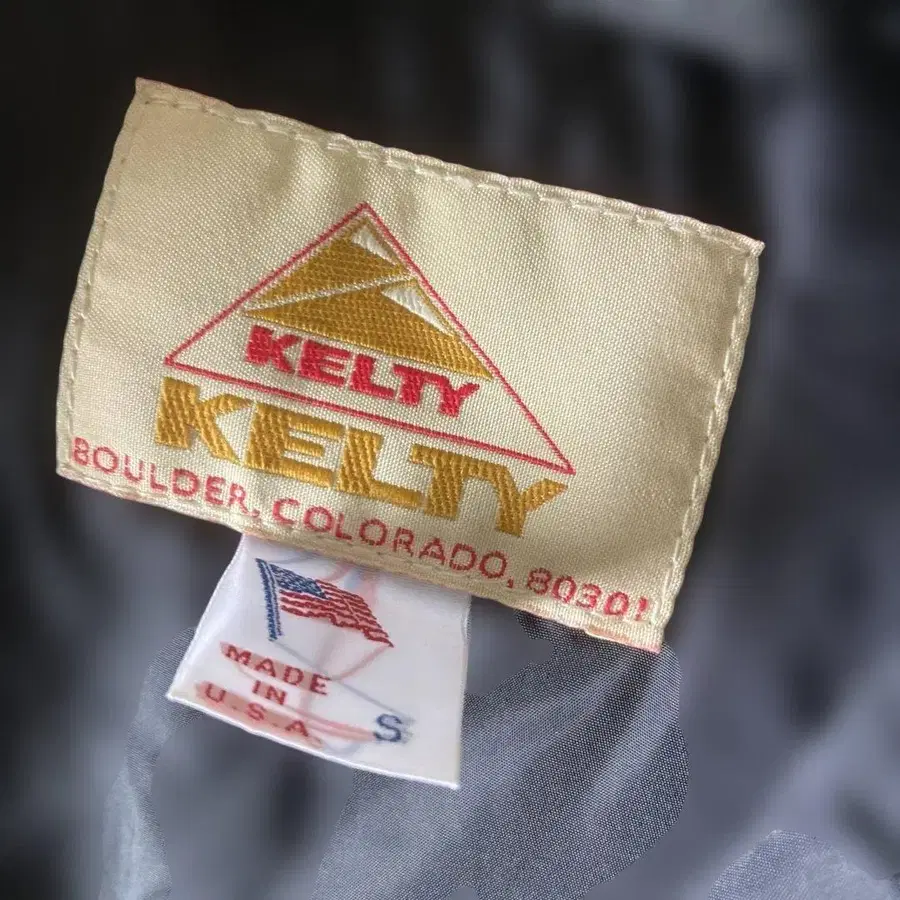 KELTY
KELTY
BOULDER, COLORADO, 80301
MADE
IN
U.S.A
S